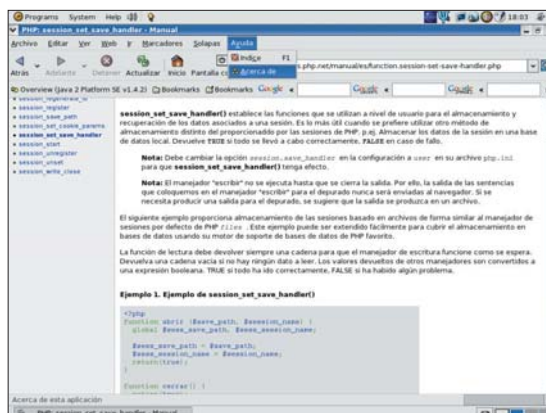 Programs System Help 18:03
PHP: session_set_save_handler - Manual
Archivo Editar Ver Web Ir Marcadores Solapas Ayuda
Indice F1
Acerca de
Atrás Adelante Detener Actualizar Inicio Pantalla
s.php.net/manual/es/function.session-set-save-handler.php
Overview (Java 2 Platform SE v1.4.2) Bookmarks Bookmarks Google
session_regenerate_id
session_register
session_save_path
session_set_cookie_params
session_set_save_handler
session_start
session_unregister
session_unset
session_write_close
session_set_save_handler() establece las funciones que se utilizan a nivel de usuario para el almacenamiento y
recuperación de los datos asociados a una sesión. Es lo más útil cuando se prefiere utilizar otro método de
almacenamiento distinto del proporcionado por las sesiones de PHP. p.ej. Almacenar los datos de la sesión en una base
de datos local. Devuelve TRUE si todo se llevó a cabo correctamente, FALSE en caso de fallo.
Nota: Debe cambiar la opción session.save_handler en la configuración a user en su archivo php.ini
para que session_set_save_handler() tenga efecto.
Nota: El manejador "escribir" no se ejecuta hasta que se cierra la salida. Por ello, la salida de las sentencias
que coloquemos en el manejador "escribir" para el depurado nunca será enviadas al navegador. Si se
necesita producir una salida para el depurado, se sugiere que la salida se produzca en un archivo.
El siguiente ejemplo proporciona almacenamiento de las sesiones basado en archivos de forma similar al manejador de
sesiones por defecto de PHP files .Este ejemplo puede ser extendido fácilmente para cubrir el almacenamiento en
bases de datos usando su motor de soporte de bases de datos de PHP favorito.
La función de lectura debe devolver siempre una cadena para que el manejador de escritura funcione como se espera.
Devuelva una cadena vacía si no hay ningún dato a leer. Los valores devueltos de otros manejadores son convertidos a
una expresión booleana. TRUE si todo ha ido correctamente, FALSE si ha habido algún problema.
Ejemplo 1. Ejemplo de session_set_save_handler()
<?php
function abrir ($save_path, $session_name) {
global $sess_save_path, $sess_session_name;
$sess_save_path = $save_path;
$sess_session_name = $session_name;
return(true);
}
function cerrar() {
Acerca de esta aplicación
PHP: session_set_save_handler - Manual